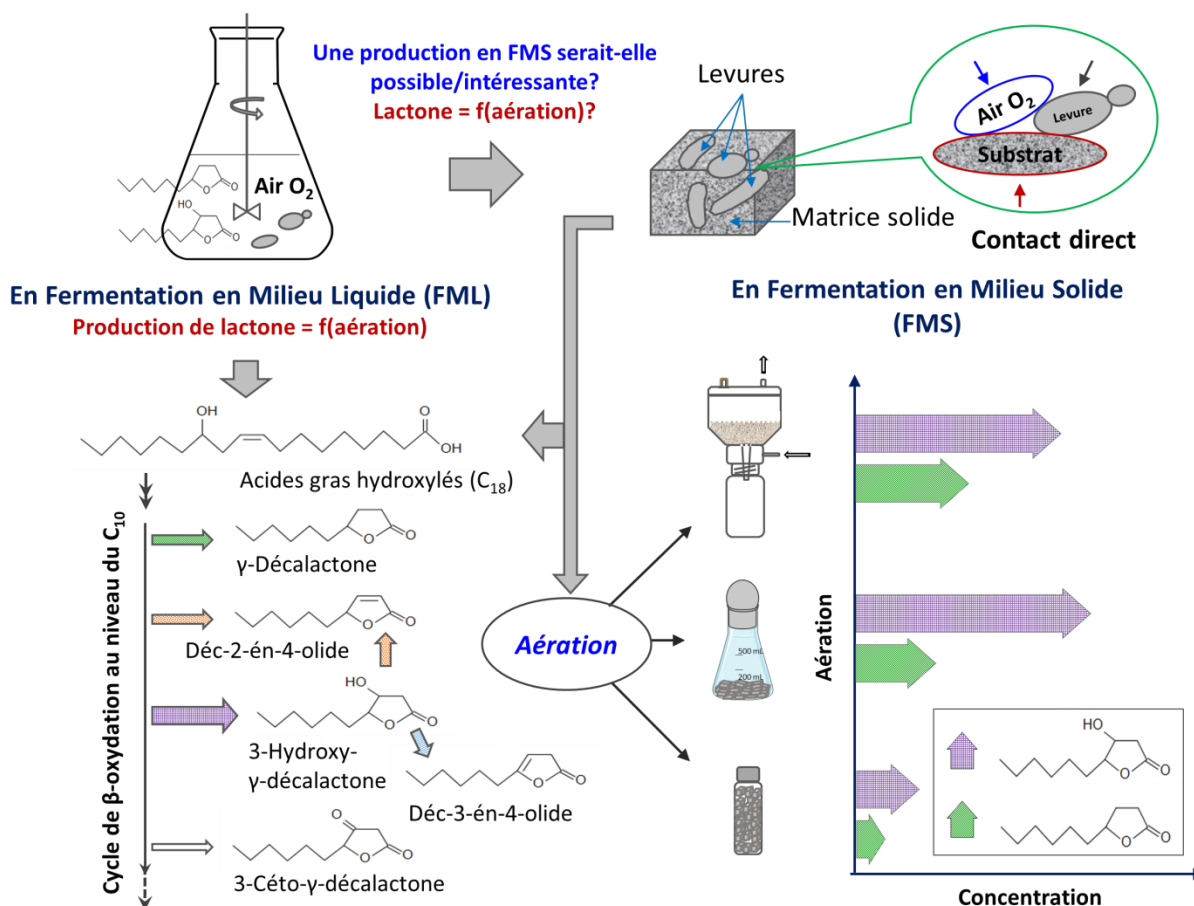 Une production en FMS serait-elle
possible/intéressante?
Lactone = f(aération)?
Air O₂
HO
O
O
O
O
En Fermentation en Milieu Liquide (FML)
Production de lactone = f(aération)
Levures
Matrice solide
Air O₂
Levure
Substrat
Contact direct
En Fermentation en Milieu Solide
(FMS)
OH
O
OH
Acides gras hydroxylés (C₁₈)
Cycle de β-oxydation au niveau du C₁₀
O
O
γ-Décalactone
O
O
Déc-2-én-4-olide
HO
O
O
3-Hydroxy-
γ-décalactone
O
O
Déc-3-én-4-olide
O
O
O
3-Céto-γ-décalactone
Aération
500 mL
200 mL
Aération
HO
O
O
O
O
Concentration